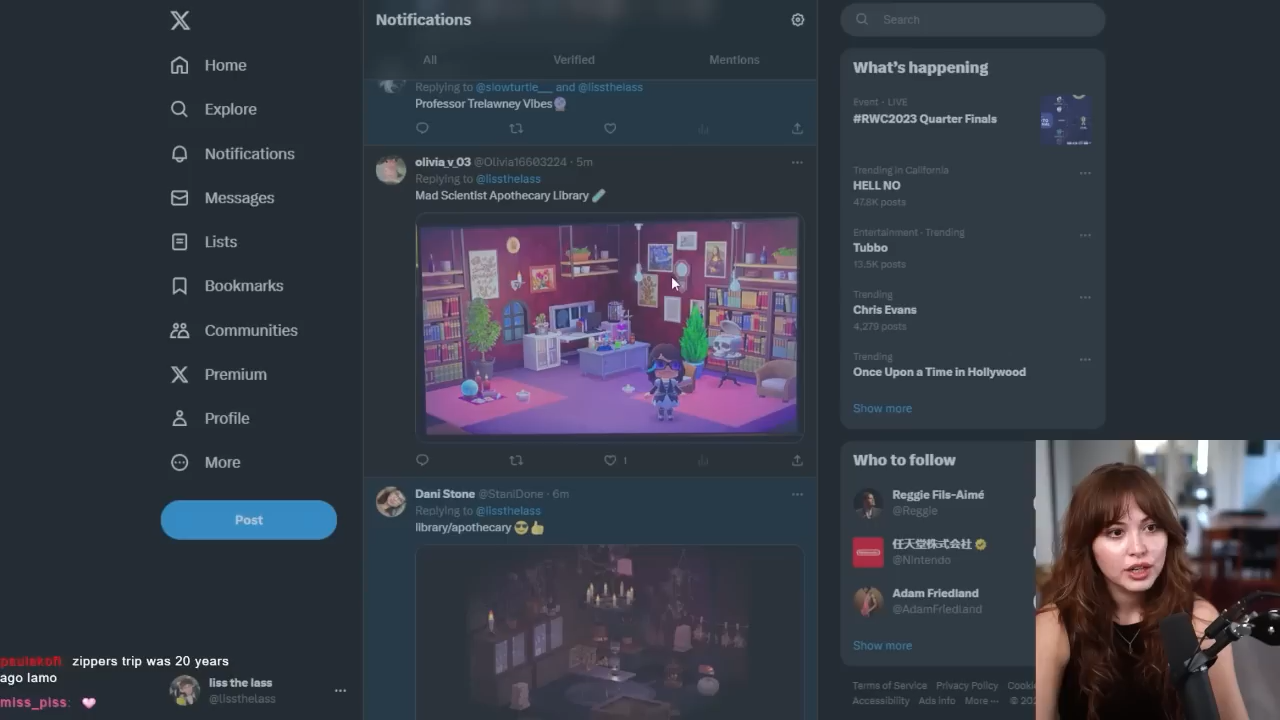 Home
Explore
Notifications
Messages
Lists
Bookmarks
Communities
Premium
Profile
More
Post
paulskofi: zippers trip was 20 years
ago lamo
miss_piss:
liss the lass
@lissthelass
Notifications
All
Verified
Mentions
Replying to @slowturtle___ and @lissthelass
Professor Trelawney Vibes🔮
olivia_v_03 @Olivia16603224 · 5m
Replying to @lissthelass
Mad Scientist Apothecary Library 🧪
1
Dani Stone @StaniDone · 6m
Replying to @lissthelass
library/apothecary 😎👍
Search
What's happening
Event · LIVE
#RWC2023 Quarter Finals
Trending in California
HELL NO
47.8K posts
Entertainment · Trending
Tubbo
13.5K posts
Trending
Chris Evans
4,279 posts
Trending
Once Upon a Time in Hollywood
Show more
Who to follow
Reggie Fils-Aimé
@Reggie
任天堂株式会社
@Nintendo
Adam Friedland
@AdamFriedland
Show more
Terms of Service Privacy Policy
Accessibility Ads info More ···